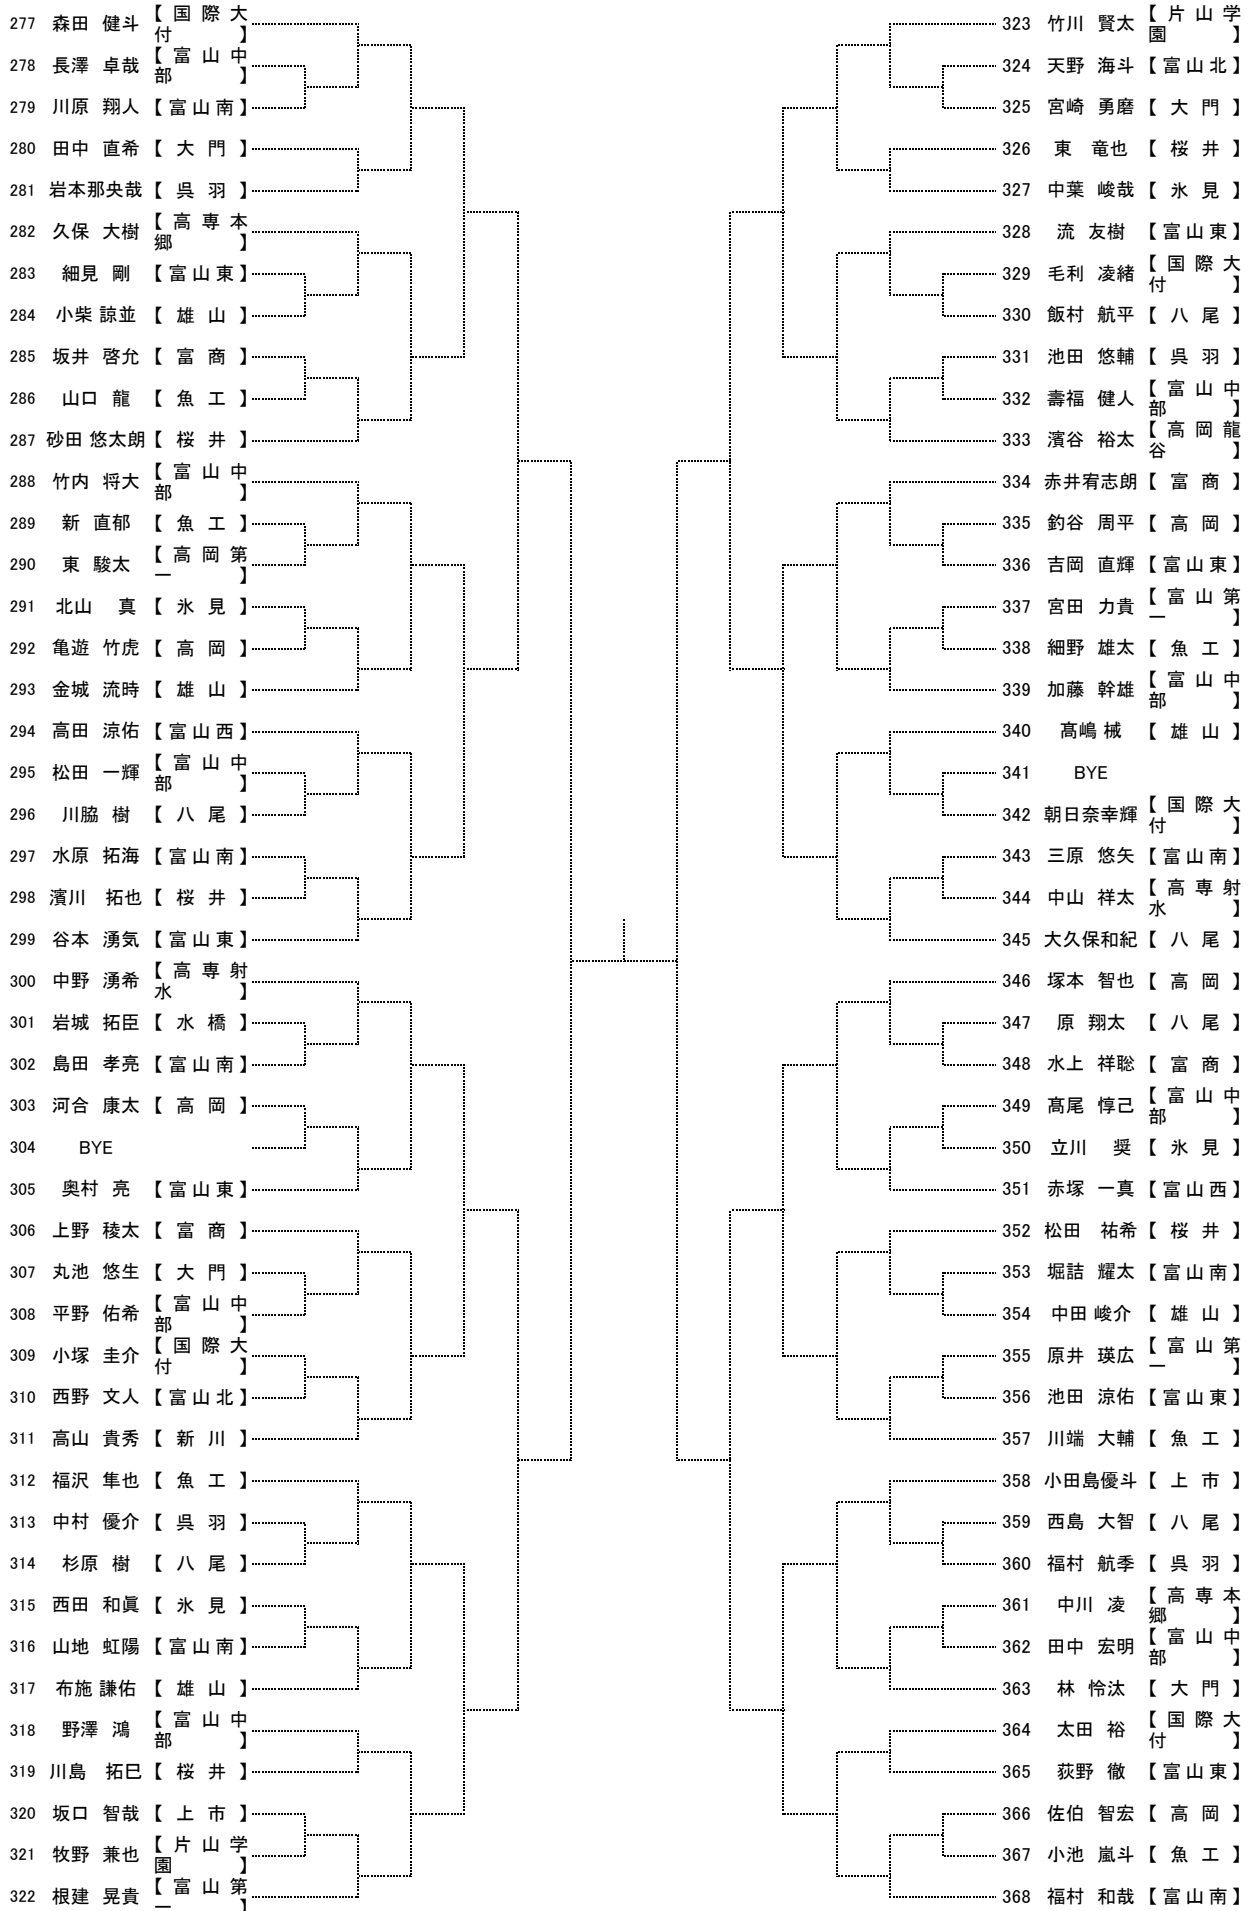 277 森田 健斗 【国際大付】
278 長澤 卓哉 【富山中部】
279 川原 翔人 【富山南】
280 田中 直希 【大門】
281 岩本那央哉 【呉羽】
282 久保 大樹 【高専本郷】
283 細見 剛 【富山東】
284 小柴 諒並 【雄山】
285 坂井 啓允 【富商】
286 山口 龍 【魚工】
287 砂田 悠太朗 【桜井】
288 竹内 将大 【富山中部】
289 新 直郁 【魚工】
290 東 駿太 【高岡第一】
291 北山 真 【氷見】
292 亀遊 竹虎 【高岡】
293 金城 流時 【雄山】
294 高田 涼佑 【富山西】
295 松田 一輝 【富山中部】
296 川脇 樹 【八尾】
297 水原 拓海 【富山南】
298 濱川 拓也 【桜井】
299 谷本 湧気 【富山東】
300 中野 湧希 【高専射水】
301 岩城 拓臣 【水橋】
302 島田 孝亮 【富山南】
303 河合 康太 【高岡】
304 BYE
305 奥村 亮 【富山東】
306 上野 稜太 【富商】
307 丸池 悠生 【大門】
308 平野 佑希 【富山中部】
309 小塚 圭介 【国際大付】
310 西野 文人 【富山北】
311 高山 貴秀 【新川】
312 福沢 隼也 【魚工】
313 中村 優介 【呉羽】
314 杉原 樹 【八尾】
315 西田 和眞 【氷見】
316 山地 虹陽 【富山南】
317 布施 謙佑 【雄山】
318 野澤 鴻 【富山中部】
319 川島 拓巳 【桜井】
320 坂口 智哉 【上市】
321 牧野 兼也 【片山学園】
322 根建 晃貴 【富山第一】
323 竹川 賢太 【片山学園】
324 天野 海斗 【富山北】
325 宮崎 勇磨 【大門】
326 東 竜也 【桜井】
327 中葉 峻哉 【氷見】
328 流 友樹 【富山東】
329 毛利 凌緒 【国際大付】
330 飯村 航平 【八尾】
331 池田 悠輔 【呉羽】
332 壽福 健人 【富山中部】
333 濱谷 裕太 【高岡龍谷】
334 赤井宥志朗 【富商】
335 釣谷 周平 【高岡】
336 吉岡 直輝 【富山東】
337 宮田 力貴 【富山第一】
338 細野 雄太 【魚工】
339 加藤 幹雄 【富山中部】
340 髙嶋 械 【雄山】
341 BYE
342 朝日奈幸輝 【国際大付】
343 三原 悠矢 【富山南】
344 中山 祥太 【高専射水】
345 大久保和紀 【八尾】
346 塚本 智也 【高岡】
347 原 翔太 【八尾】
348 水上 祥聡 【富商】
349 髙尾 惇己 【富山中部】
350 立川 奨 【氷見】
351 赤塚 一真 【富山西】
352 松田 祐希 【桜井】
353 堀詰 耀太 【富山南】
354 中田 峻介 【雄山】
355 原井 瑛広 【富山第一】
356 池田 涼佑 【富山東】
357 川端 大輔 【魚工】
358 小田島優斗 【上市】
359 西島 大智 【八尾】
360 福村 航季 【呉羽】
361 中川 凌 【高専本郷】
362 田中 宏明 【富山中部】
363 林 怜汰 【大門】
364 太田 裕 【国際大付】
365 荻野 徹 【富山東】
366 佐伯 智宏 【高岡】
367 小池 嵐斗 【魚工】
368 福村 和哉 【富山南】